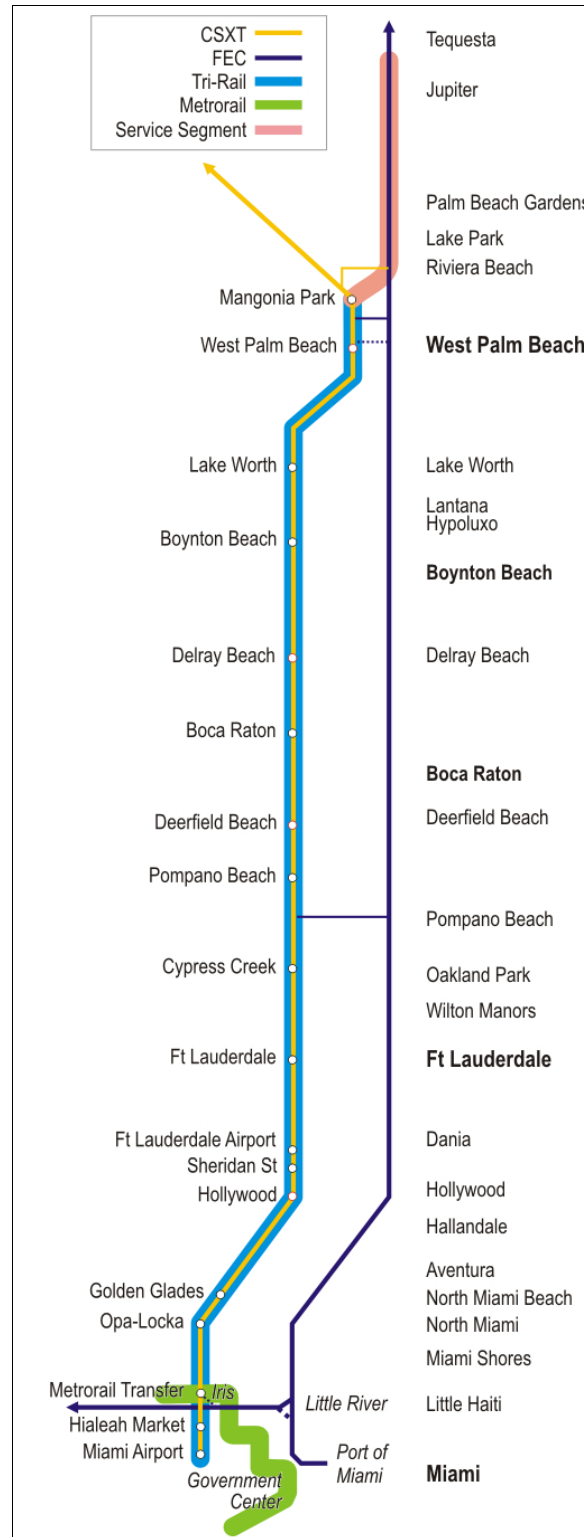 CSXT
FEC
Tri-Rail
Metrorail
Service Segment
Tequesta
Jupiter
Palm Beach Gardens
Lake Park
Riviera Beach
Mangonia Park
West Palm Beach
West Palm Beach
Lake Worth
Lake Worth
Lantana
Hypoluxo
Boynton Beach
Boynton Beach
Delray Beach
Delray Beach
Boca Raton
Boca Raton
Deerfield Beach
Deerfield Beach
Pompano Beach
Pompano Beach
Cypress Creek
Oakland Park
Wilton Manors
Ft Lauderdale
Ft Lauderdale
Ft Lauderdale Airport
Dania
Sheridan St
Hollywood
Hollywood
Hallandale
Aventura
Golden Glades
North Miami Beach
Opa-Locka
North Miami
Miami Shores
Metrorail Transfer
Iris
Little River
Little Haiti
Hialeah Market
Miami Airport
Port of
Miami
Miami
Government
Center